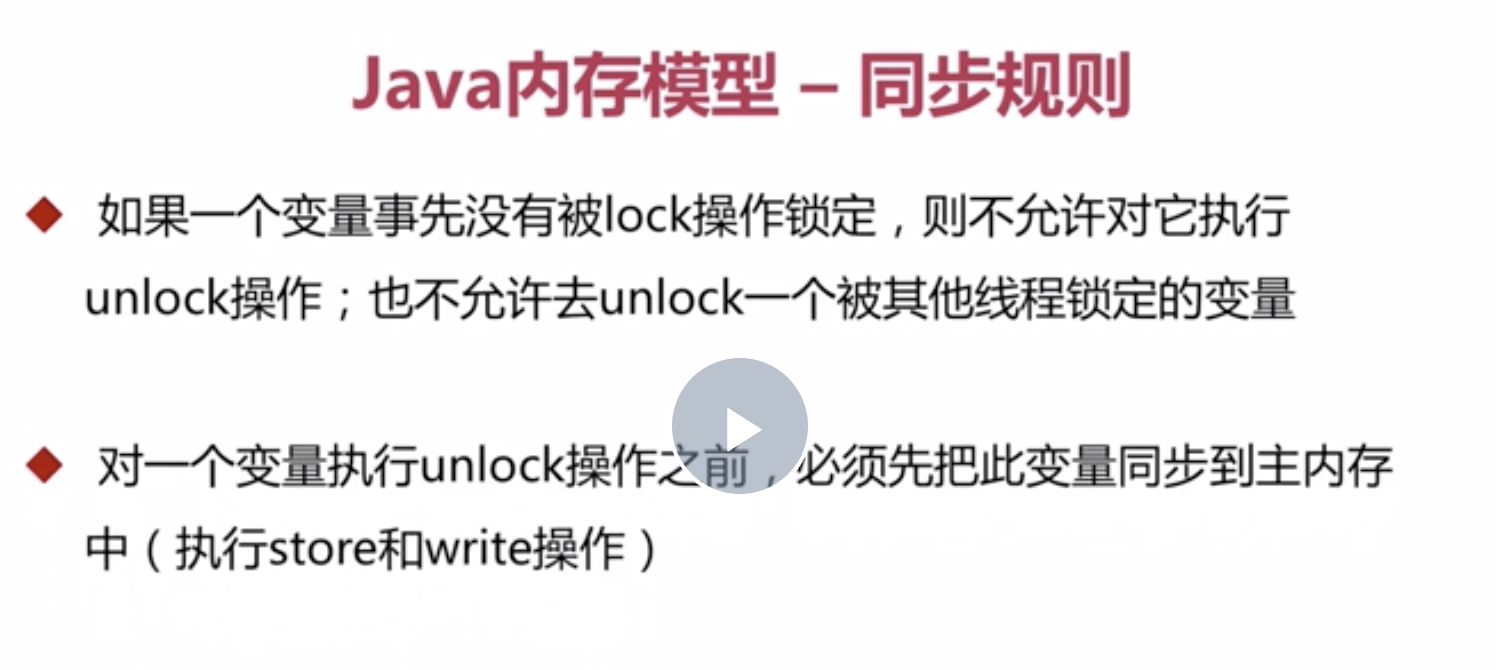 Java内存模型 – 同步规则
如果一个变量事先没有被lock操作锁定，则不允许对它执行
unlock操作；也不允许去unlock一个被其他线程锁定的变量
对一个变量执行unlock操作之前，必须先把此变量同步到主内存
中（执行store和write操作）